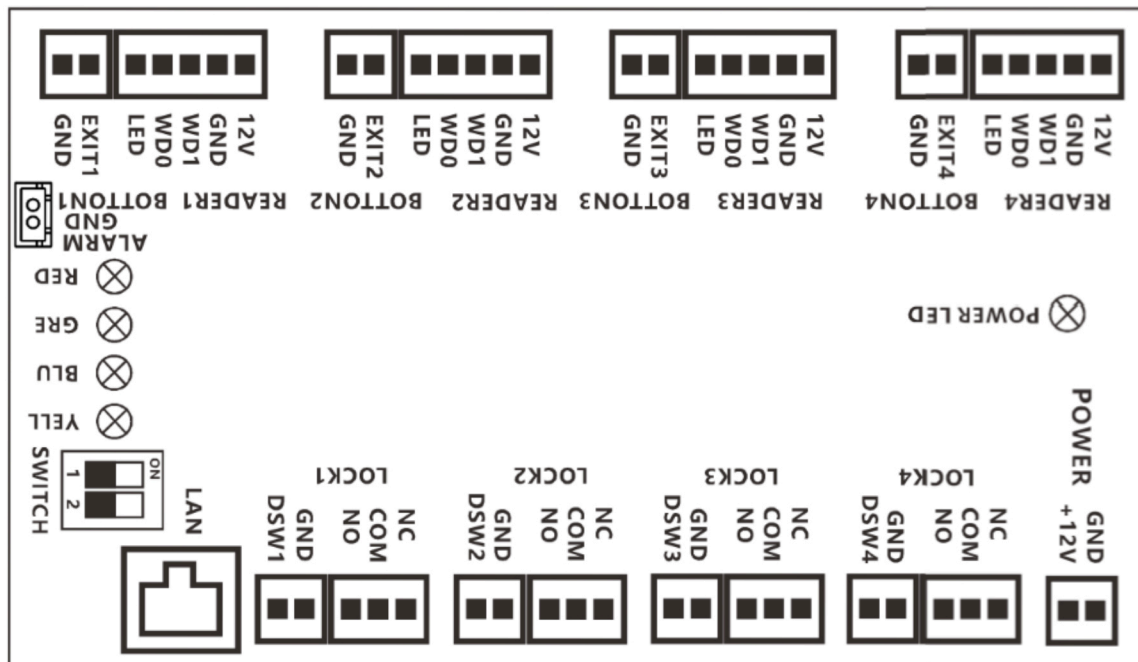 GND EXIT1 LED WD0 WD1 GND 12V
GND EXIT2 LED WD0 WD1 GND 12V
GND EXIT3 LED WD0 WD1 GND 12V
GND EXIT4 LED WD0 WD1 GND 12V
BOTTON1 READER1 BOTTON2 READER2 BOTTON3 READER3 BOTTON4 READER4
GND
ALARM
RED
GRE
POWER LED
BLU
YELL
POWER
SWITCH
1
2
ON
LAN
LOCK1
LOCK2
LOCK3
LOCK4
DSW1 GND NO COM NC
DSW2 GND NO COM NC
DSW3 GND NO COM NC
DSW4 GND NO COM NC
+12V GND